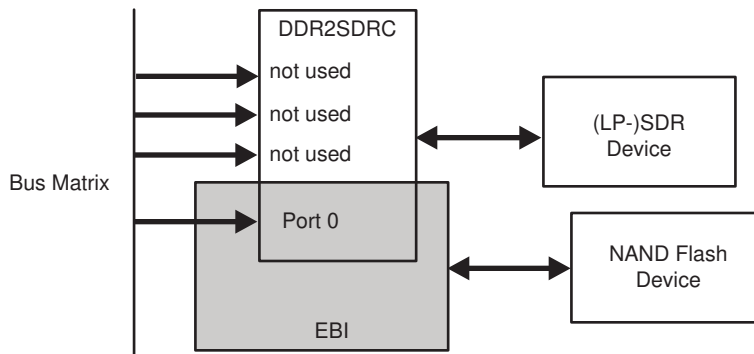 DDR2SDRC
not used
not used
not used
Bus Matrix
Port 0
EBI
(LP-)SDR
Device
NAND Flash
Device